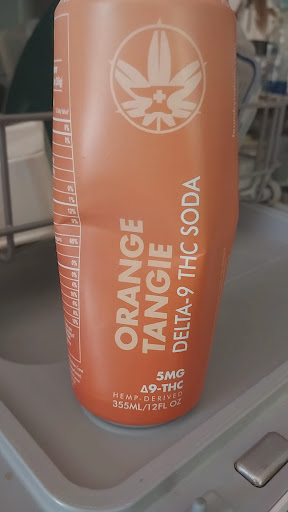 ORANGE
TANGIE
DELTA-9 THC SODA
5MG
Δ9-THC
HEMP-DERIVED
355ML/12FL OZ